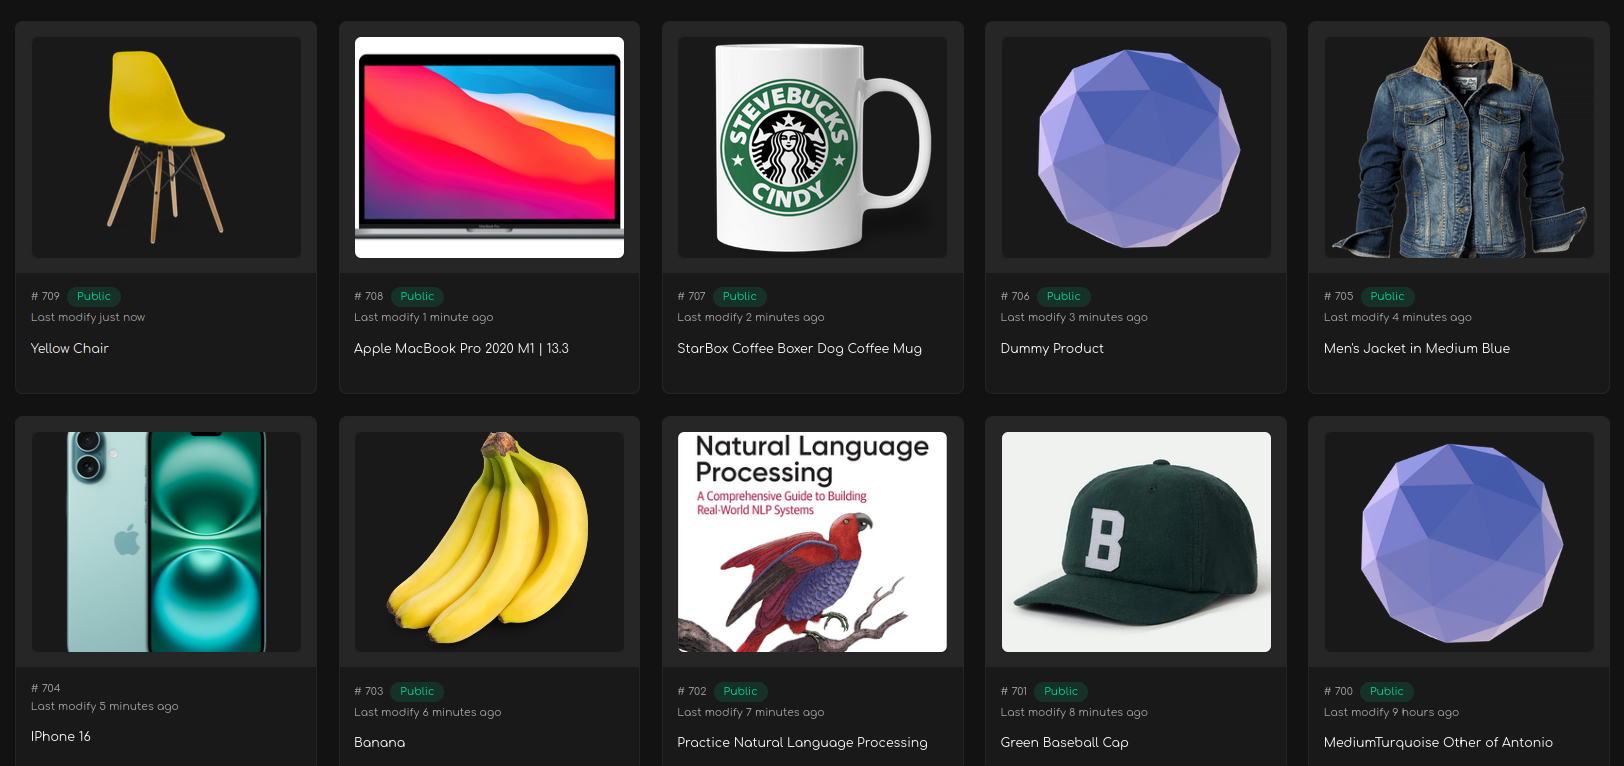 STEVEBUCKS
CINDY
# 709 Public
Last modify just now
Yellow Chair
# 708 Public
Last modify 1 minute ago
Apple MacBook Pro 2020 M1 | 13.3
# 707 Public
Last modify 2 minutes ago
StarBox Coffee Boxer Dog Coffee Mug
# 706 Public
Last modify 3 minutes ago
Dummy Product
# 705 Public
Last modify 4 minutes ago
Men's Jacket in Medium Blue
# 704
Last modify 5 minutes ago
IPhone 16
# 703 Public
Last modify 6 minutes ago
Banana
Natural Language
Processing
A Comprehensive Guide to Building
Real-World NLP Systems
# 702 Public
Last modify 7 minutes ago
Practice Natural Language Processing
B
# 701 Public
Last modify 8 minutes ago
Green Baseball Cap
# 700 Public
Last modify 9 hours ago
MediumTurquoise Other of Antonio